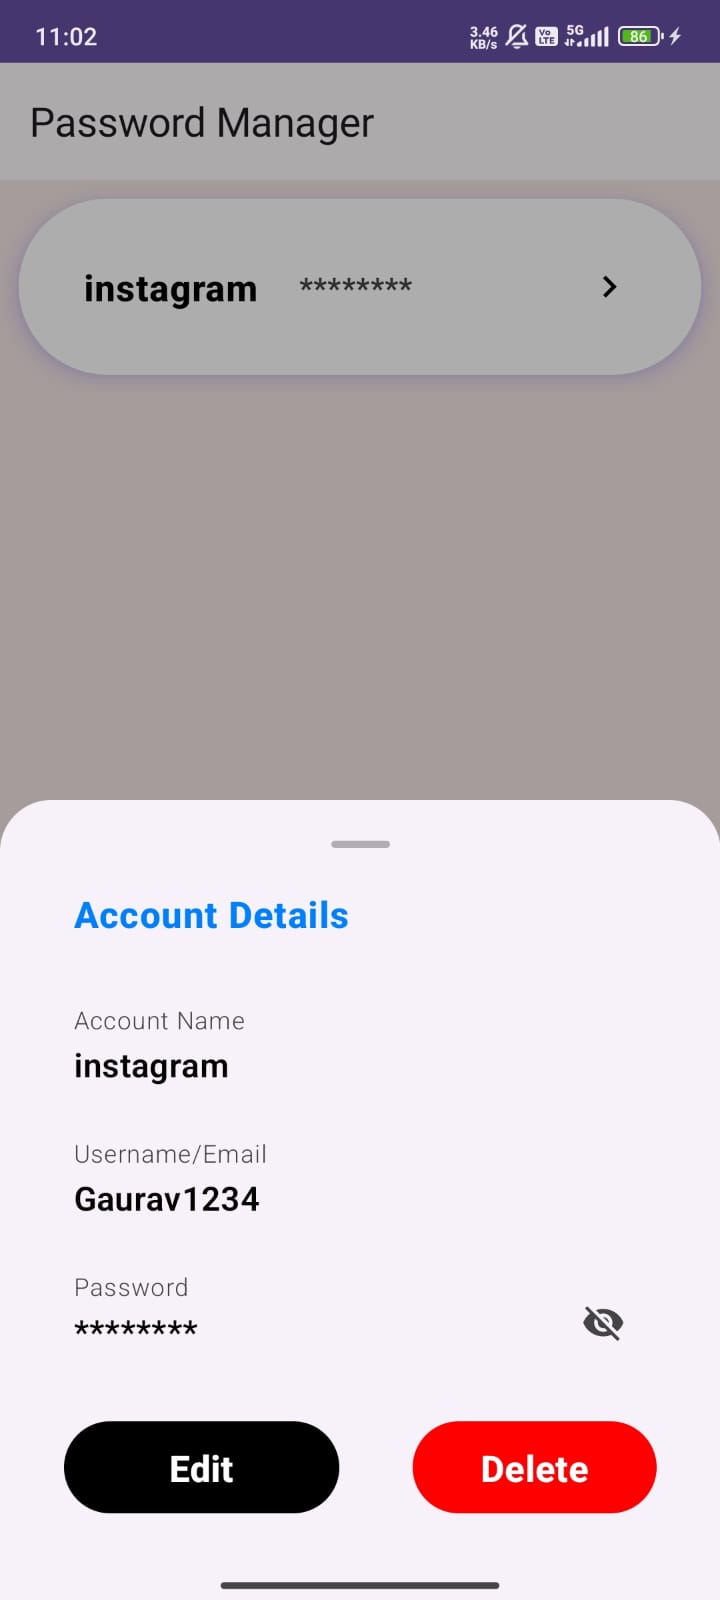 11:02
3.46 KB/s Vo LTE 5G 86
Password Manager
instagram ********
Account Details
Account Name
instagram
Username/Email
Gaurav1234
Password
********
Edit Delete